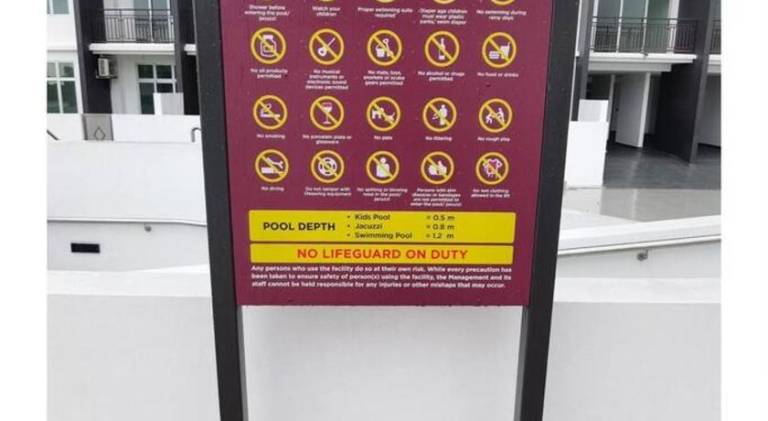 Shower before
entering the pool/
jacuzzi
Watch your
children
Proper swimming suite
required
Diaper age children
must wear plastic
pants/ swim diaper
No swimming during
rainy days
No oil products
permitted
No musical
instruments or
electronic sound
devices permitted
No mats, toys,
snorkels or scuba
gears permitted
No alcohol or drugs
permitted
No food or drinks
No smoking
No porcelain plate or
glassware
No pets
No littering
No rough play
No diving
Do not tamper with
lifesaving equipment
No spitting or blowing
nose in the pool/
jacuzzi
Persons with skin
diseases or bandages
are not permitted to
enter the pool/ jacuzzi
allowed in the lift
POOL DEPTH
• Kids Pool = 0.5 m
• Jacuzzi = 0.8 m
• Swimming Pool = 1.2 m
NO LIFEGUARD ON DUTY
Any persons who use the facility do so at their own risk. While every precaution has
been taken to ensure safety of person(s) using the facility, the Management and its
staff cannot be held responsible for any injuries or other mishaps that may occur.